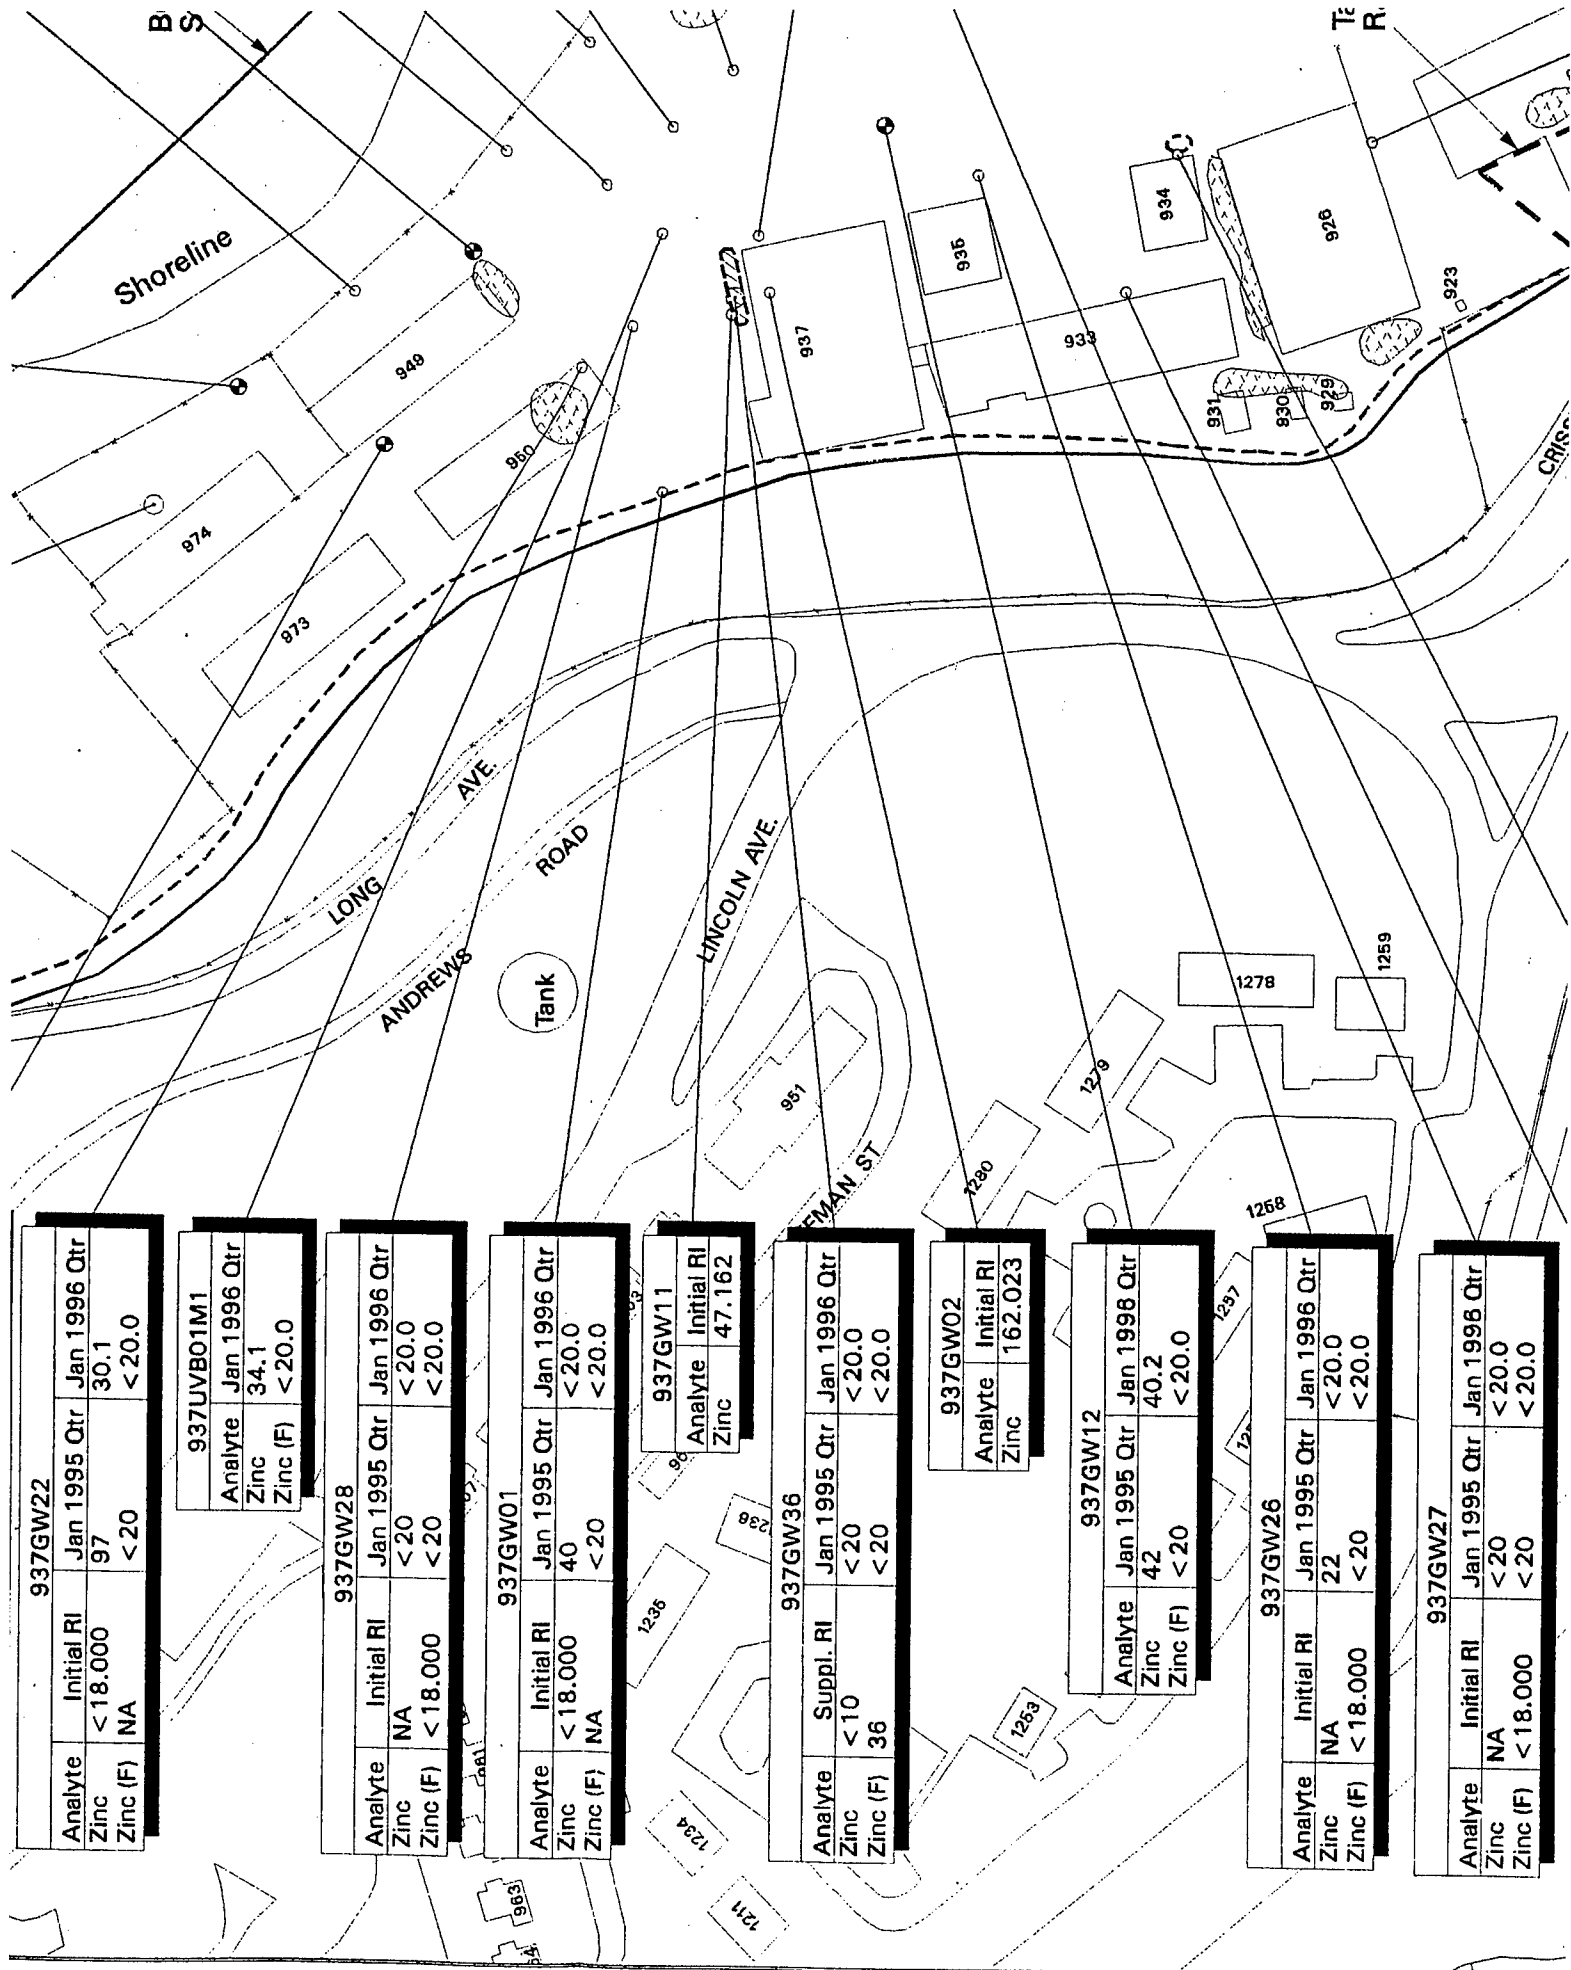 Shoreline
949
950
974
973
937
935
934
926
933
923
931
930
929
LONG AVE.
ANDREWS ROAD
LINCOLN AVE.
Tank
951
1278
1259
1279
1280
1268
1257
1236
1234
1211
1253
963
937GW22
Analyte Initial RI Jan 1995 Qtr Jan 1996 Qtr
Zinc <18.000 97 30.1
Zinc (F) NA <20 <20.0
937UVB01M1
Analyte Jan 1996 Qtr
Zinc 34.1
Zinc (F) <20.0
937GW28
Analyte Initial RI Jan 1995 Qtr Jan 1996 Qtr
Zinc NA <20 <20.0
Zinc (F) <18.000 <20 <20.0
937GW01
Analyte Initial RI Jan 1995 Qtr Jan 1996 Qtr
Zinc <18.000 40 <20.0
Zinc (F) NA <20 <20.0
937GW11
Analyte Initial RI
Zinc 47.162
937GW36
Analyte Suppl. RI Jan 1995 Qtr Jan 1996 Qtr
Zinc <10 <20 <20.0
Zinc (F) 36 <20 <20.0
937GW02
Analyte Initial RI
Zinc 162.023
937GW12
Analyte Jan 1995 Qtr Jan 1996 Qtr
Zinc 42 40.2
Zinc (F) <20 <20.0
937GW26
Analyte Initial RI Jan 1995 Qtr Jan 1996 Qtr
Zinc NA 22 <20.0
Zinc (F) <18.000 <20 <20.0
937GW27
Analyte Initial RI Jan 1995 Qtr Jan 1996 Qtr
Zinc NA <20 <20.0
Zinc (F) <18.000 <20 <20.0